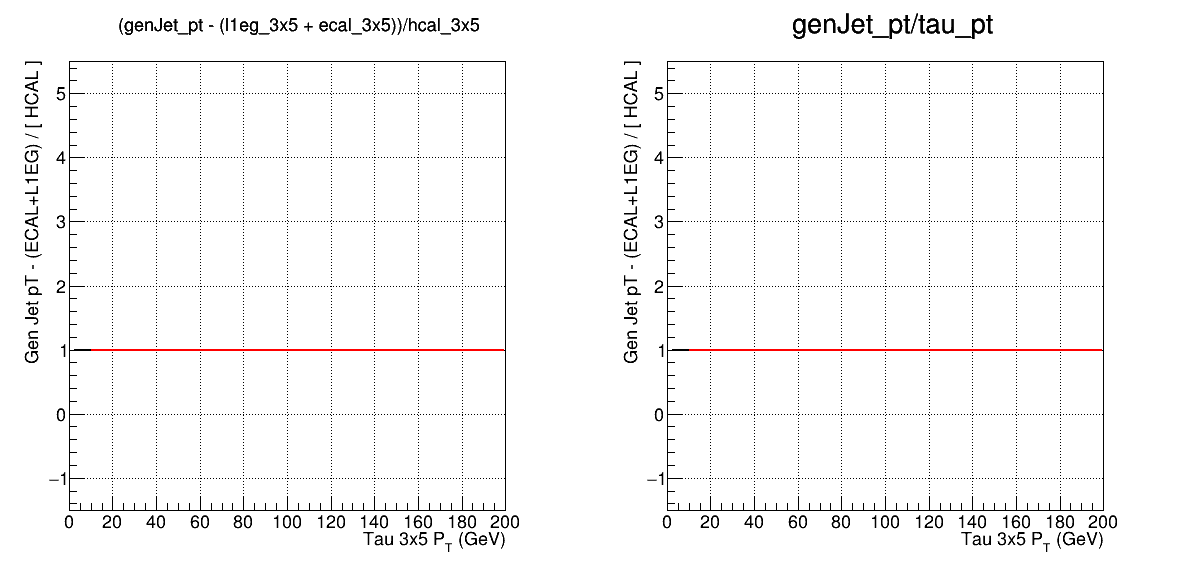 (genJet_pt - (l1eg_3x5 + ecal_3x5))/hcal_3x5
Gen Jet pT - (ECAL+L1EG) / [ HCAL ]
5
4
3
2
1
0
−1
0 20 40 60 80 100 120 140 160 180 200
Tau 3x5 P_T (GeV)
genJet_pt/tau_pt
Gen Jet pT - (ECAL+L1EG) / [ HCAL ]
5
4
3
2
1
0
−1
0 20 40 60 80 100 120 140 160 180 200
Tau 3x5 P_T (GeV)